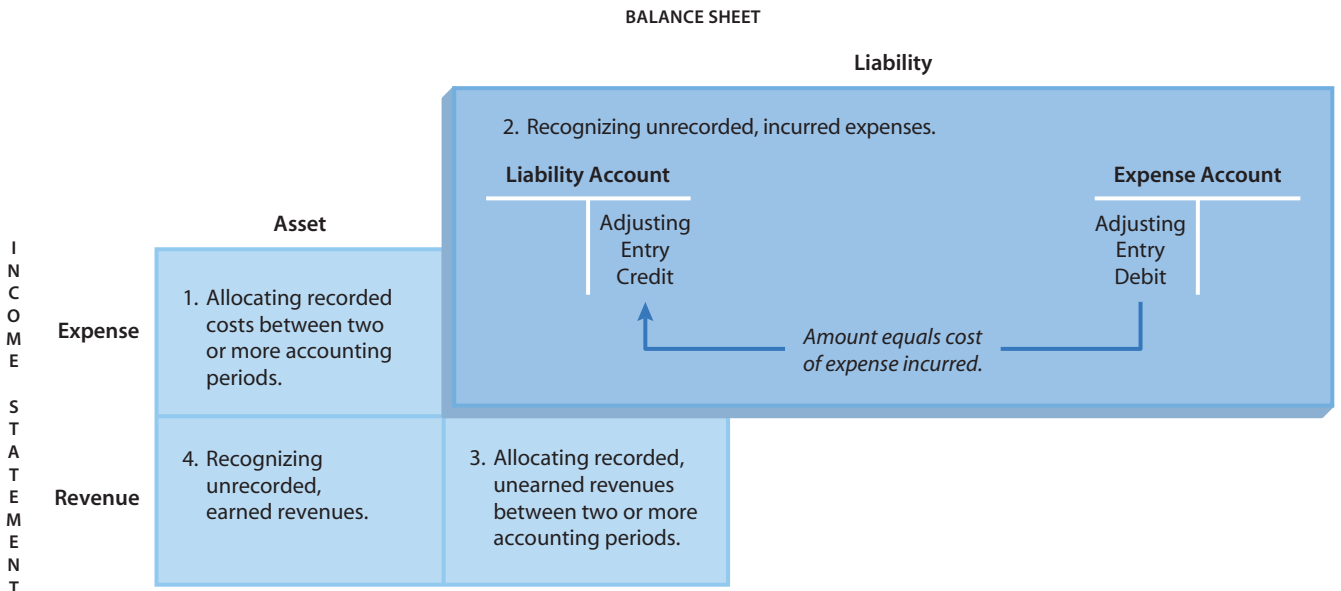 BALANCE SHEET
Liability
2. Recognizing unrecorded, incurred expenses.
Liability Account
Expense Account
Adjusting
Entry
Credit
Adjusting
Entry
Debit
Amount equals cost
of expense incurred.
Asset
INCOME STATEMENT
Expense
1. Allocating recorded
costs between two
or more accounting
periods.
Revenue
4. Recognizing
unrecorded,
earned revenues.
3. Allocating recorded,
unearned revenues
between two or more
accounting periods.